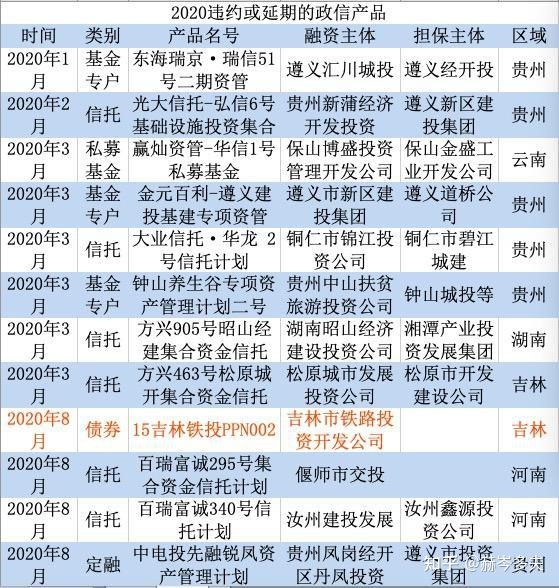 2020违约或延期的政信产品
时间 类别 产品名号 融资主体 担保主体 区域
2020年1月 基金专户 东海瑞京·瑞信51号二期资管 遵义汇川城投 遵义经开投 贵州
2020年2月 信托 光大信托-弘信6号基础设施投资集合 贵州新蒲经济开发投资 遵义新区建投集团 贵州
2020年3月 私募基金 赢灿资管-华信1号私募基金 保山博盛投资管理开发公司 保山金盛工业开发公司 云南
2020年3月 基金专户 金元百利-遵义建投基建专项资管 遵义市新区建投集团 遵义道桥公司 贵州
2020年3月 信托 大业信托·华龙 2号信托计划 铜仁市锦江投资公司 铜仁市碧江城建 贵州
2020年3月 基金专户 钟山养生谷专项资产管理计划二号 贵州中山扶贫旅游投资公司 钟山城投等 贵州
2020年3月 信托 方兴905号昭山经建集合资金信托 湖南昭山经济建设投资公司 湘潭产业投资发展集团 湖南
2020年3月 信托 方兴463号松原城开集合资金信托 松原城市发展投资公司 松原市开发建设公司 吉林
2020年8月 债券 15吉林铁投PPN002 吉林市铁路投资开发公司 吉林
2020年8月 信托 百瑞富诚295号集合资金信托计划 偃师市交投 河南
2020年8月 信托 百瑞富诚340号信托计划 汝州建投发展 汝州鑫源投资公司 河南
2020年8月 定融 中电投先融锐凤资产管理计划 贵州凤岗经开区丹凤投资 遵义市投资集团
知乎